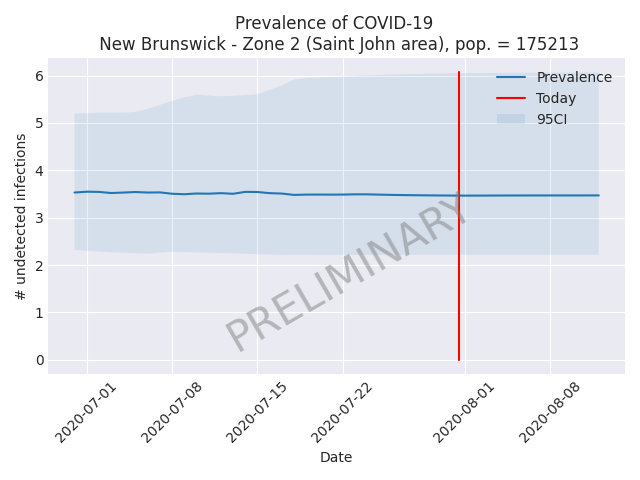 Prevalence of COVID-19
New Brunswick - Zone 2 (Saint John area), pop. = 175213
# undetected infections
6
5
4
3
2
1
0
Prevalence
Today
95CI
PRELIMINARY
2020-07-01
2020-07-08
2020-07-15
2020-07-22
2020-08-01
2020-08-08
Date